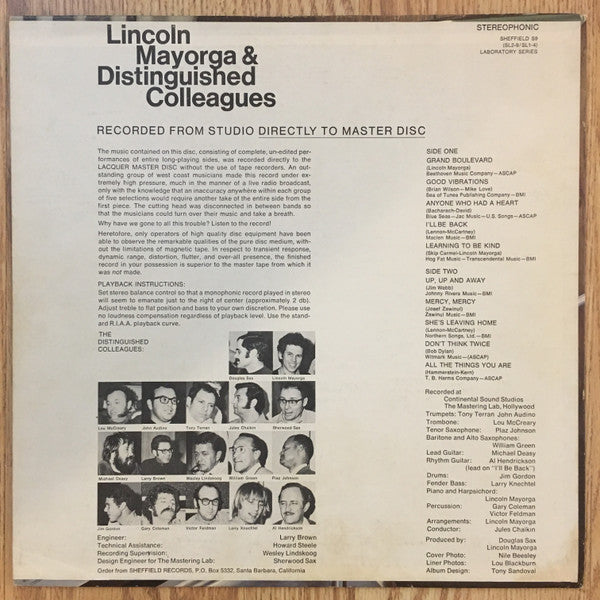 Lincoln
Mayorga &
Distinguished
Colleagues
STEREOPHONIC
SHEFFIELD S9
(SL2-9/SL1-4)
LABORATORY SERIES
RECORDED FROM STUDIO DIRECTLY TO MASTER DISC
The music contained on this disc, consisting of complete, un-edited per-
formances of entire long-playing sides, was recorded directly to the
LACQUER MASTER DISC without the use of tape recorders. An out-
standing group of west coast musicians made this record under ex-
tremely high pressure, much in the manner of a live radio broadcast,
only with the knowledge that an inaccuracy anywhere within each group
of five selections would require another take of the entire side from the
first piece. The cutting head was disconnected in between bands so
that the musicians could turn over their music and take a breath.
Why have we gone to all this trouble? Listen to the record!
Heretofore, only operators of high quality disc equipment have been
able to observe the remarkable qualities of the pure disc medium, with-
out the limitations of magnetic tape. In respect to transient response,
dynamic range, distortion, flutter, and over-all presence, the finished
record in your possession is superior to the master tape from which it
was not made.
PLAYBACK INSTRUCTIONS:
Set stereo balance control so that a monophonic record played in stereo
will seem to emanate just to the right of center (approximately 2 db).
Adjust treble to flat position and bass to your own discretion. Please use
no loudness compensation regardless of playback level. Use the stand-
ard R.I.A.A. playback curve.
THE
DISTINGUISHED
COLLEAGUES:
Douglas Sax Lincoln Mayorga
Lou McCreary John Audino Tony Terran Jules Chaikin Sherwood Sax
Michael Deasy Larry Brown Wesley Lindskoog William Green Plaz Johnson
Jim Gordon Gary Coleman Victor Feldman Larry Knechtel Al Hendrickson
Engineer: Larry Brown
Technical Assistance: Howard Steele
Recording Supervision: Wesley Lindskoog
Design Engineer for The Mastering Lab: Sherwood Sax
Order from SHEFFIELD RECORDS, P.O. Box 5332, Santa Barbara, California
SIDE ONE
GRAND BOULEVARD
(Lincoln Mayorga)
Beethoven Music Company—ASCAP
GOOD VIBRATIONS
(Brian Wilson—Mike Love)
Sea of Tunes Publishing Company—BMI
ANYONE WHO HAD A HEART
(Bacharach-David)
Blue Seas—Jac Music—U.S. Songs—ASCAP
I'LL BE BACK
(Lennon-McCartney)
Maclen Music—BMI
LEARNING TO BE KIND
(Skip Carmel-Lincoln Mayorga)
Hog Fat Music—Transcendental Music—BMI
SIDE TWO
UP, UP AND AWAY
(Jim Webb)
Johnny Rivers Music—BMI
MERCY, MERCY
(Josef Zawinul)
Zawinul Music—BMI
SHE'S LEAVING HOME
(Lennon-McCartney)
Northern Songs, Ltd.—BMI
DON'T THINK TWICE
(Bob Dylan)
Witmark Music—(ASCAP)
ALL THE THINGS YOU ARE
(Hammerstein-Kern)
T. B. Harms Company—ASCAP
Recorded at
Continental Sound Studios
The Mastering Lab, Hollywood
Trumpets: Tony Terran John Audino
Trombone: Lou McCreary
Tenor Saxophone: Plaz Johnson
Baritone and Alto Saxophones:
William Green
Lead Guitar: Michael Deasy
Rhythm Guitar: Al Hendrickson
(lead on "I'll Be Back")
Drums: Jim Gordon
Fender Bass: Larry Knechtel
Piano and Harpsichord:
Lincoln Mayorga
Percussion: Gary Coleman
Victor Feldman
Arrangements: Lincoln Mayorga
Conductor: Jules Chaikin
Produced by: Douglas Sax
Lincoln Mayorga
Cover Photo: Nile Beesley
Liner Photos: Lou Blackburn
Album Design: Tony Sandoval